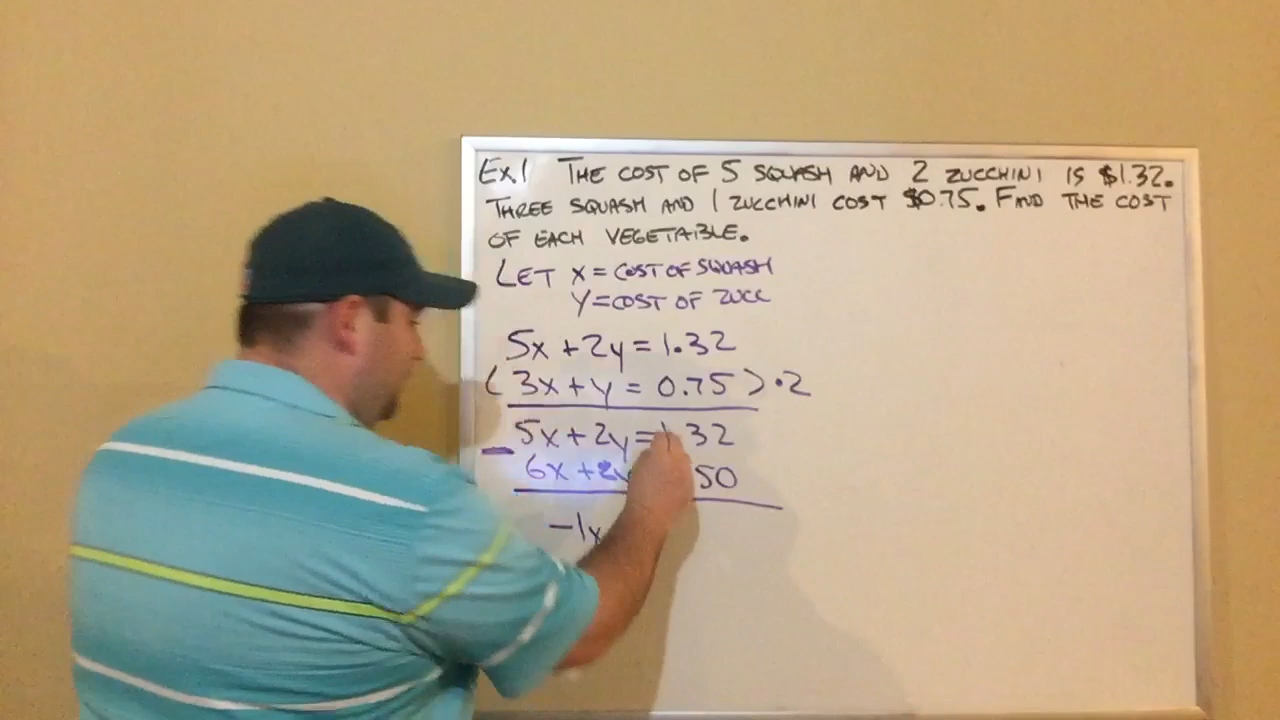 Ex.1 THE COST OF 5 SQUASH AND 2 ZUCCHINI IS $1.32.
THREE SQUASH AND 1 ZUCCHINI COST $0.75. FIND THE COST
OF EACH VEGETABLE.
LET X = COST OF SQUASH
Y = COST OF ZUCC
5x + 2y = 1.32
(3x + y = 0.75) • 2
5x + 2y = 1.32
- 6x + 2y 50
-1x